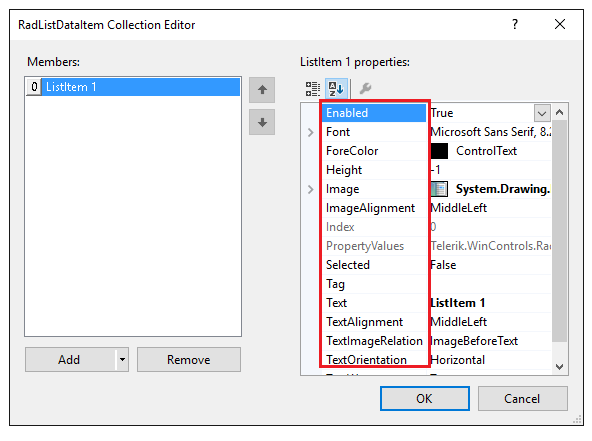 RadListDataItem Collection Editor ?
Members:
0 ListItem 1
Add
Remove
ListItem 1 properties:
Enabled True
Font Microsoft Sans Serif, 8.2
ForeColor ControlText
Height -1
Image System.Drawing.
ImageAlignment MiddleLeft
Index 0
PropertyValues Telerik.WinControls.Rad
Selected False
Tag
Text ListItem 1
TextAlignment MiddleLeft
TextImageRelation ImageBeforeText
TextOrientation Horizontal
OK Cancel